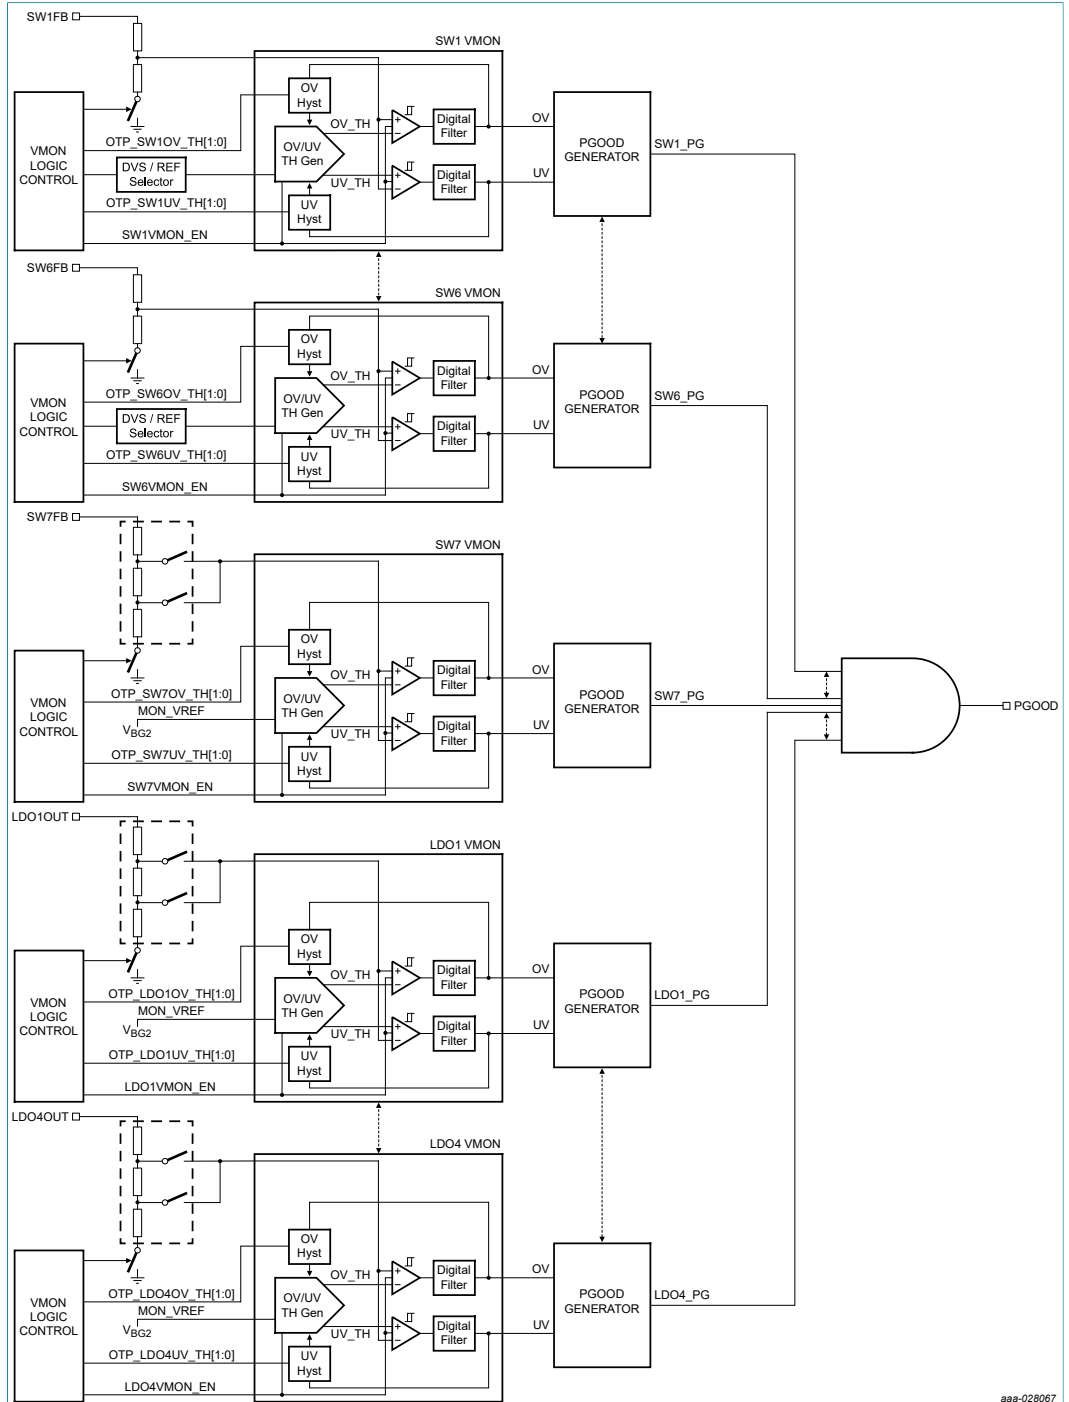 SW1FB
SW1 VMON
VMON
LOGIC
CONTROL
OTP_SW1OV_TH[1:0]
DVS / REF
Selector
OTP_SW1UV_TH[1:0]
SW1VMON_EN
OV
Hyst
OV/UV
TH Gen
UV
Hyst
OV_TH
UV_TH
+
−
+
−
Digital
Filter
Digital
Filter
OV
UV
PGOOD
GENERATOR
SW1_PG
SW6FB
SW6 VMON
VMON
LOGIC
CONTROL
OTP_SW6OV_TH[1:0]
DVS / REF
Selector
OTP_SW6UV_TH[1:0]
SW6VMON_EN
OV
Hyst
OV/UV
TH Gen
UV
Hyst
OV_TH
UV_TH
+
−
+
−
Digital
Filter
Digital
Filter
OV
UV
PGOOD
GENERATOR
SW6_PG
SW7FB
SW7 VMON
VMON
LOGIC
CONTROL
OTP_SW7OV_TH[1:0]
MON_VREF
VBG2
OTP_SW7UV_TH[1:0]
SW7VMON_EN
OV
Hyst
OV/UV
TH Gen
UV
Hyst
OV_TH
UV_TH
+
−
+
−
Digital
Filter
Digital
Filter
OV
UV
PGOOD
GENERATOR
SW7_PG
PGOOD
LDO1OUT
LDO1 VMON
VMON
LOGIC
CONTROL
OTP_LDO1OV_TH[1:0]
MON_VREF
VBG2
OTP_LDO1UV_TH[1:0]
LDO1VMON_EN
OV
Hyst
OV/UV
TH Gen
UV
Hyst
OV_TH
UV_TH
+
−
+
−
Digital
Filter
Digital
Filter
OV
UV
PGOOD
GENERATOR
LDO1_PG
LDO4OUT
LDO4 VMON
VMON
LOGIC
CONTROL
OTP_LDO4OV_TH[1:0]
MON_VREF
VBG2
OTP_LDO4UV_TH[1:0]
LDO4VMON_EN
OV
Hyst
OV/UV
TH Gen
UV
Hyst
OV_TH
UV_TH
+
−
+
−
Digital
Filter
Digital
Filter
OV
UV
PGOOD
GENERATOR
LDO4_PG
aaa-028067